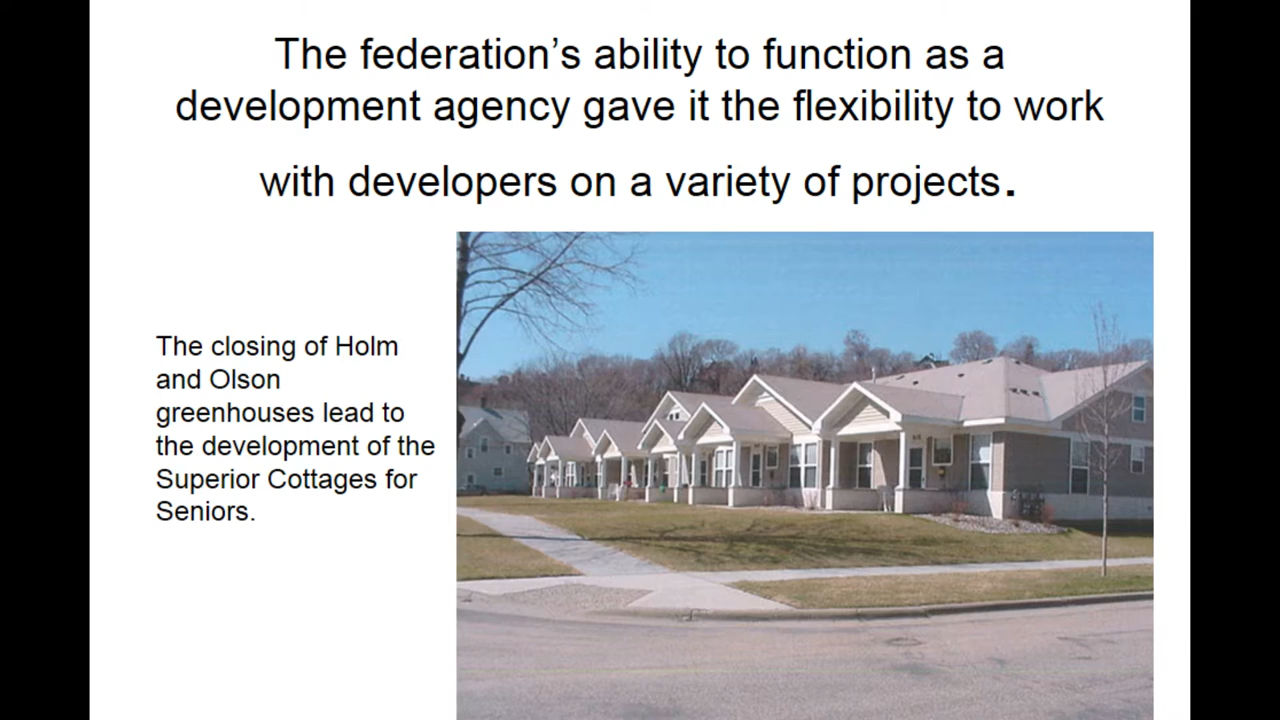 The federation’s ability to function as a
development agency gave it the flexibility to work
with developers on a variety of projects.
The closing of Holm
and Olson
greenhouses lead to
the development of the
Superior Cottages for
Seniors.